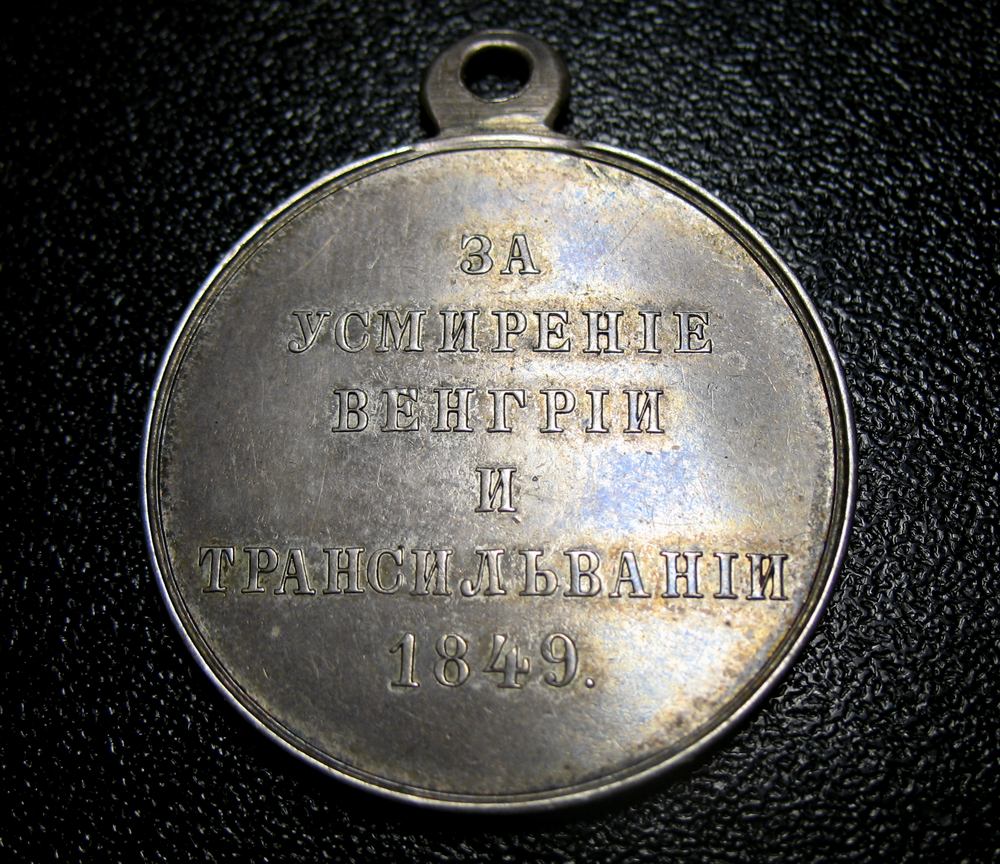 ЗА
УСМИРЕНІЕ
ВЕНГРІИ
И
ТРАНСИЛЬВАНІИ
1849.